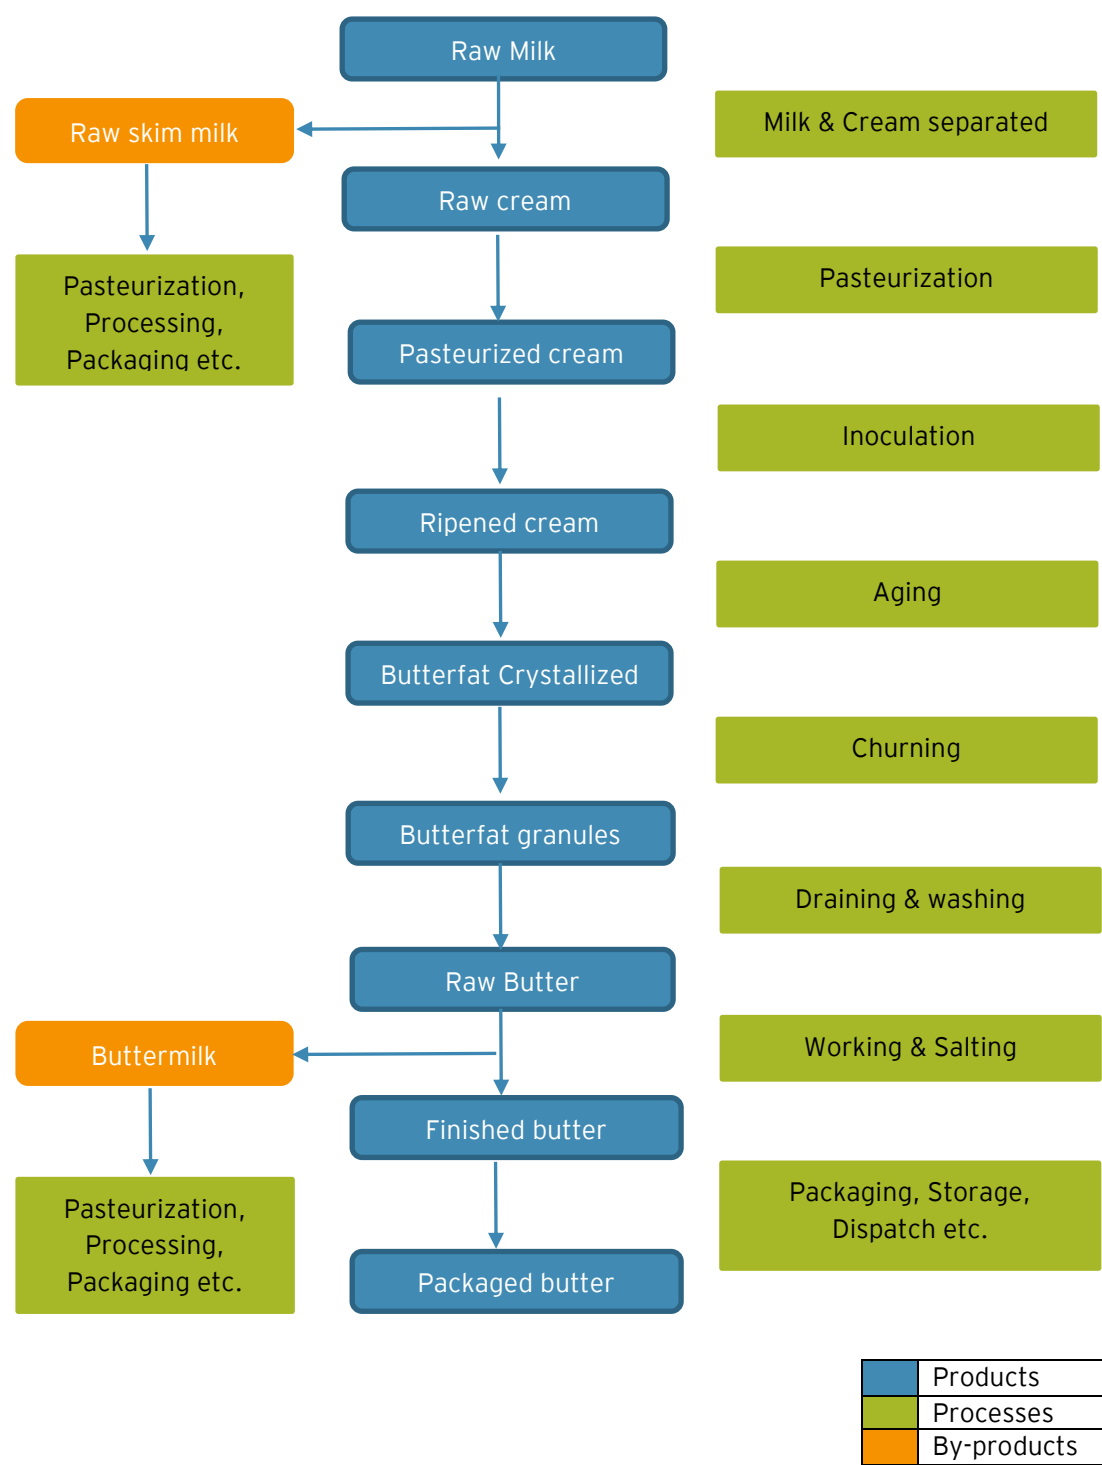 Raw Milk
Milk & Cream separated
Raw skim milk
Raw cream
Pasteurization
Pasteurization,
Processing,
Packaging etc.
Pasteurized cream
Inoculation
Ripened cream
Aging
Butterfat Crystallized
Churning
Butterfat granules
Draining & washing
Raw Butter
Working & Salting
Buttermilk
Finished butter
Packaging, Storage,
Dispatch etc.
Pasteurization,
Processing,
Packaging etc.
Packaged butter
Products
Processes
By-products